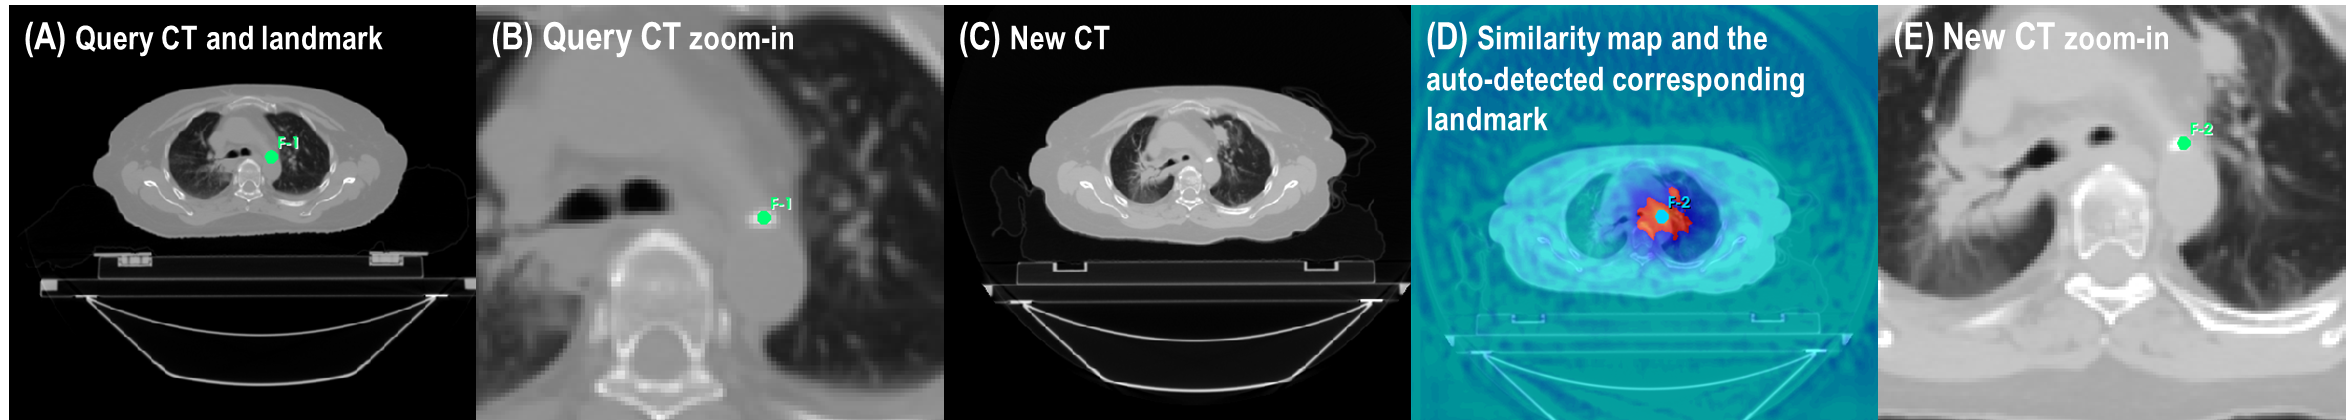 (A) Query CT and landmark
F-1
(B) Query CT zoom-in
F-1
(C) New CT
(D) Similarity map and the
auto-detected corresponding
landmark
F-2
(E) New CT zoom-in
F-2